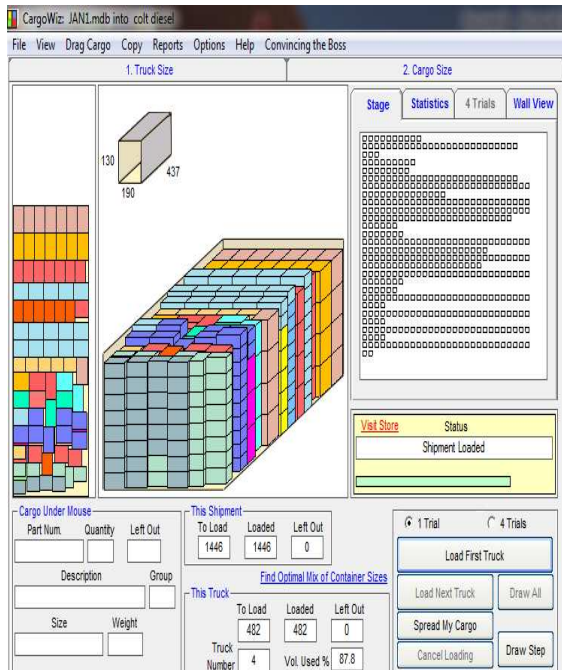 CargoWiz: JAN1.mdb into colt diesel
File View Drag Cargo Copy Reports Options Help Convincing the Boss
1. Truck Size 2. Cargo Size
Stage Statistics 4 Trials Wall View
130
190
437
Visit Store Status
Shipment Loaded
Cargo Under Mouse
Part Num. Quantity Left Out
Description Group
Size Weight
This Shipment
To Load Loaded Left Out
1446 1446 0
Find Optimal Mix of Container Sizes
This Truck
To Load Loaded Left Out
482 482 0
Truck Number 4 Vol. Used % 87.8
1 Trial 4 Trials
Load First Truck
Load Next Truck Draw All
Spread My Cargo
Cancel Loading Draw Step